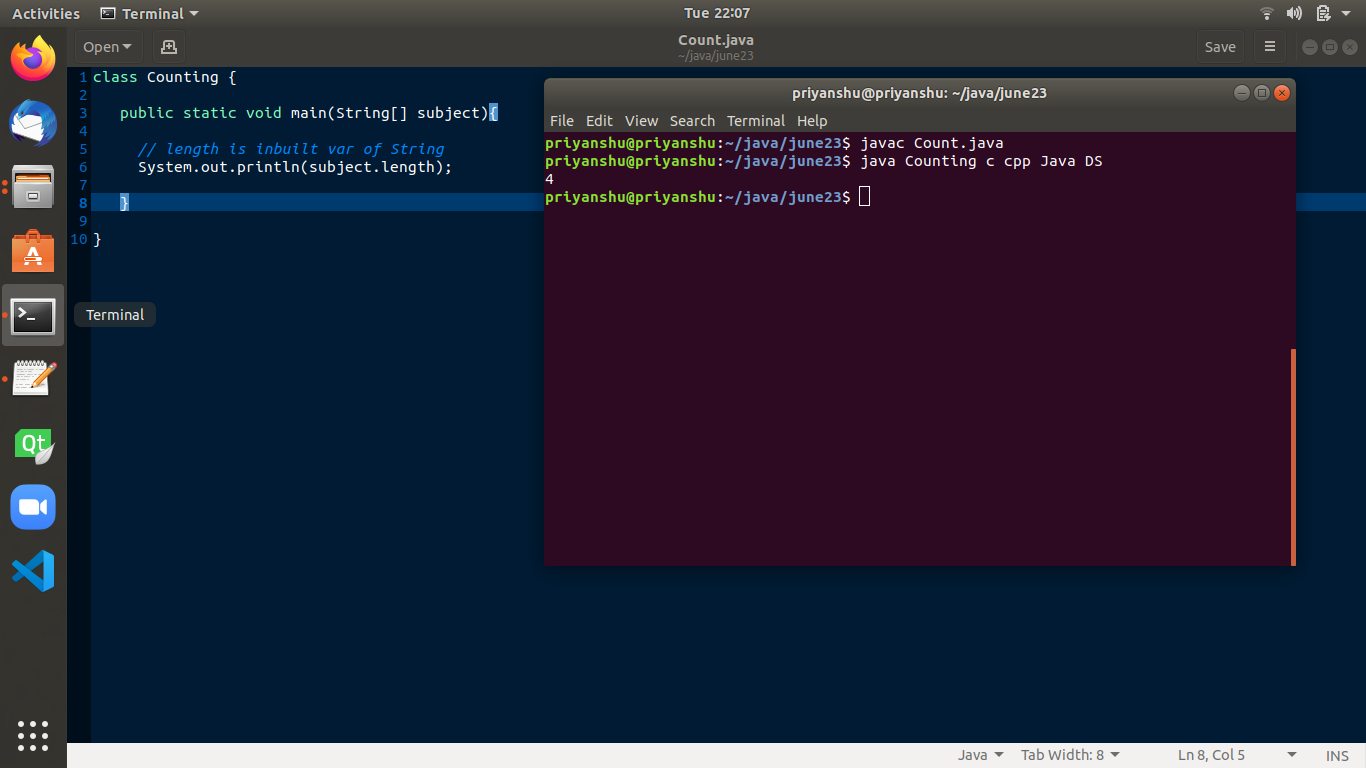 Activities Terminal Tue 22:07
Open Count.java Save
~/java/june23
1 class Counting {
2
3 public static void main(String[] subject){
4
5 // length is inbuilt var of String
6 System.out.println(subject.length);
7
8 }
9
10 }
Terminal
priyanshu@priyanshu: ~/java/june23
File Edit View Search Terminal Help
priyanshu@priyanshu:~/java/june23$ javac Count.java
priyanshu@priyanshu:~/java/june23$ java Counting c cpp Java DS
4
priyanshu@priyanshu:~/java/june23$
Qt
Java Tab Width: 8 Ln 8, Col 5 INS